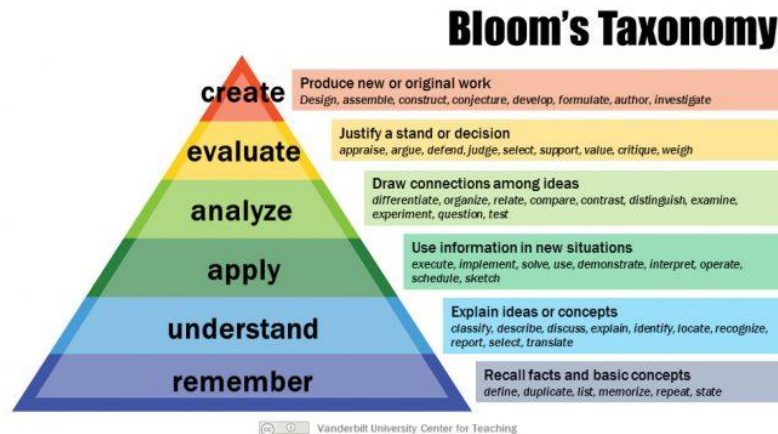 Bloom's Taxonomy
create
Produce new or original work
Design, assemble, construct, conjecture, develop, formulate, author, investigate
evaluate
Justify a stand or decision
appraise, argue, defend, judge, select, support, value, critique, weigh
analyze
Draw connections among ideas
differentiate, organize, relate, compare, contrast, distinguish, examine,
experiment, question, test
apply
Use information in new situations
execute, implement, solve, use, demonstrate, interpret, operate,
schedule, sketch
understand
Explain ideas or concepts
classify, describe, discuss, explain, identify, locate, recognize,
report, select, translate
remember
Recall facts and basic concepts
define, duplicate, list, memorize, repeat, state
Vanderbilt University Center for Teaching